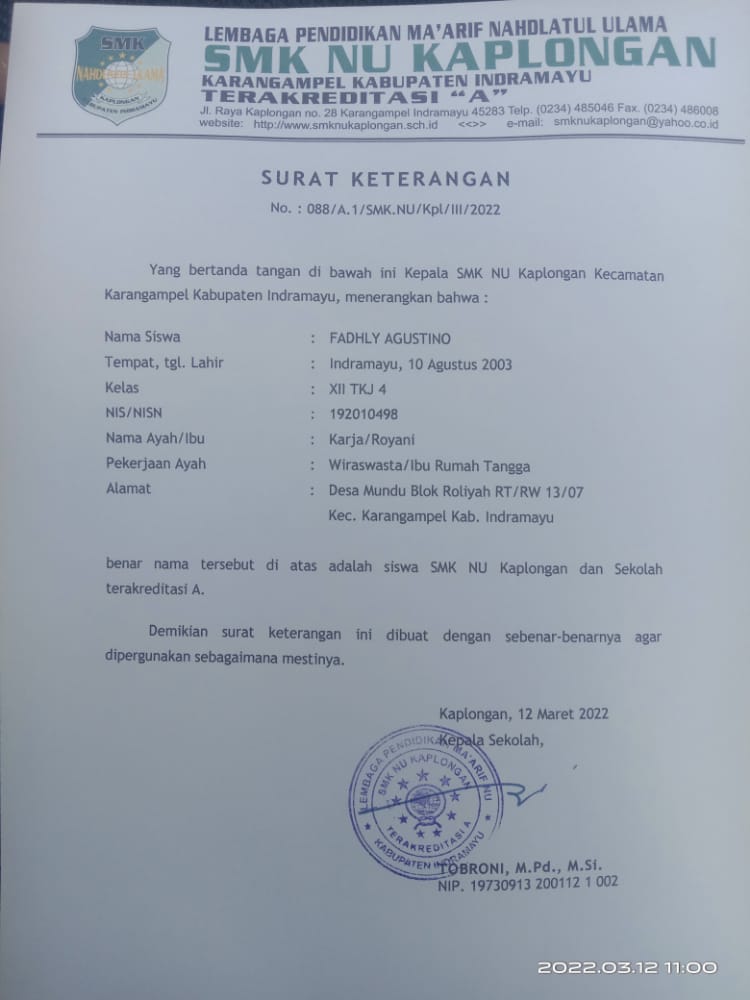 LEMBAGA PENDIDIKAN MA'ARIF NAHDLATUL ULAMA
SMK NU KAPLONGAN
KARANGAMPEL KABUPATEN INDRAMAYU
TERAKREDITASI "A"
Jl. Raya Kaplongan no. 28 Karangampel Indramayu 45283 Telp. (0234) 485046 Fax. (0234) 486008
website: http://www.smknukaplongan.sch.id <<>> e-mail: smknukaplongan@yahoo.co.id
SMK
NAHDLATUL ULAMA
KAPLONGAN
KABUPATEN INDRAMAYU
SURAT KETERANGAN
No. : 088/A.1/SMK.NU/Kpl/III/2022
Yang bertanda tangan di bawah ini Kepala SMK NU Kaplongan Kecamatan
Karangampel Kabupaten Indramayu, menerangkan bahwa :
Nama Siswa : FADHLY AGUSTINO
Tempat, tgl. Lahir : Indramayu, 10 Agustus 2003
Kelas : XII TKJ 4
NIS/NISN : 192010498
Nama Ayah/Ibu : Karja/Royani
Pekerjaan Ayah : Wiraswasta/Ibu Rumah Tangga
Alamat : Desa Mundu Blok Roliyah RT/RW 13/07
Kec. Karangampel Kab. Indramayu
benar nama tersebut di atas adalah siswa SMK NU Kaplongan dan Sekolah
terakreditasi A.
Demikian surat keterangan ini dibuat dengan sebenar-benarnya agar
dipergunakan sebagaimana mestinya.
Kaplongan, 12 Maret 2022
Kepala Sekolah,
LEMBAGA PENDIDIKAN MA'ARIF NU
SMK NU KAPLONGAN
TERAKREDITASI A
KABUPATEN INDRAMAYU
TOBRONI, M.Pd., M.Si.
NIP. 19730913 200112 1 002
2022.03.12 11:00